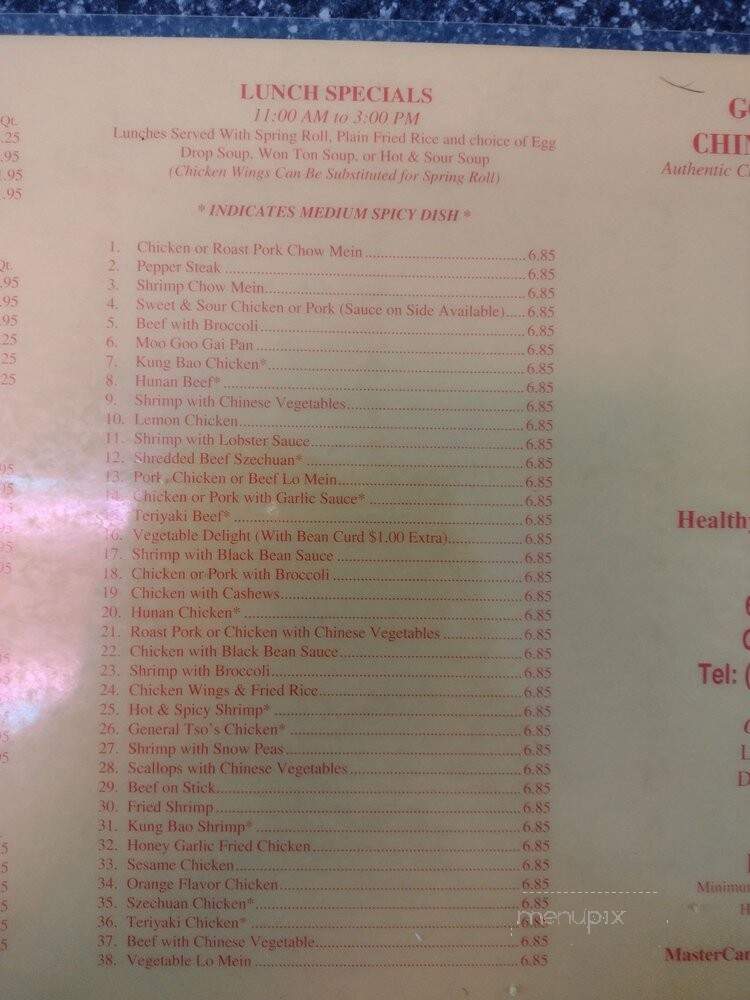 Qt.
.25
.95
1.95
.95
Qt.
.95
.95
.95
.25
.25
.25
LUNCH SPECIALS
11:00 AM to 3:00 PM
Lunches Served With Spring Roll, Plain Fried Rice and choice of Egg
Drop Soup, Won Ton Soup, or Hot & Sour Soup
(Chicken Wings Can Be Substituted for Spring Roll)
* INDICATES MEDIUM SPICY DISH *
1. Chicken or Roast Pork Chow Mein 6.85
2. Pepper Steak 6.85
3. Shrimp Chow Mein 6.85
4. Sweet & Sour Chicken or Pork (Sauce on Side Available) 6.85
5. Beef with Broccoli 6.85
6. Moo Goo Gai Pan 6.85
7. Kung Bao Chicken* 6.85
8. Hunan Beef* 6.85
9. Shrimp with Chinese Vegetables 6.85
10. Lemon Chicken 6.85
11. Shrimp with Lobster Sauce 6.85
12. Shredded Beef Szechuan* 6.85
13. Pork, Chicken or Beef Lo Mein 6.85
14. Chicken or Pork with Garlic Sauce* 6.85
15. Teriyaki Beef* 6.85
16. Vegetable Delight (With Bean Curd $1.00 Extra) 6.85
17. Shrimp with Black Bean Sauce 6.85
18. Chicken or Pork with Broccoli 6.85
19 Chicken with Cashews 6.85
20. Hunan Chicken* 6.85
21. Roast Pork or Chicken with Chinese Vegetables 6.85
22. Chicken with Black Bean Sauce 6.85
23. Shrimp with Broccoli 6.85
24. Chicken Wings & Fried Rice 6.85
25. Hot & Spicy Shrimp* 6.85
26. General Tso's Chicken* 6.85
27. Shrimp with Snow Peas 6.85
28. Scallops with Chinese Vegetables 6.85
29. Beef on Stick 6.85
30. Fried Shrimp 6.85
31. Kung Bao Shrimp* 6.85
32. Honey Garlic Fried Chicken 6.85
33. Sesame Chicken 6.85
34. Orange Flavor Chicken 6.85
35. Szechuan Chicken* 6.85
36. Teriyaki Chicken* 6.85
37. Beef with Chinese Vegetable 6.85
38. Vegetable Lo Mein 6.85
G
CHIN
Authentic C
Healthy
Tel: (
Minimum
H
MasterCar
menupix